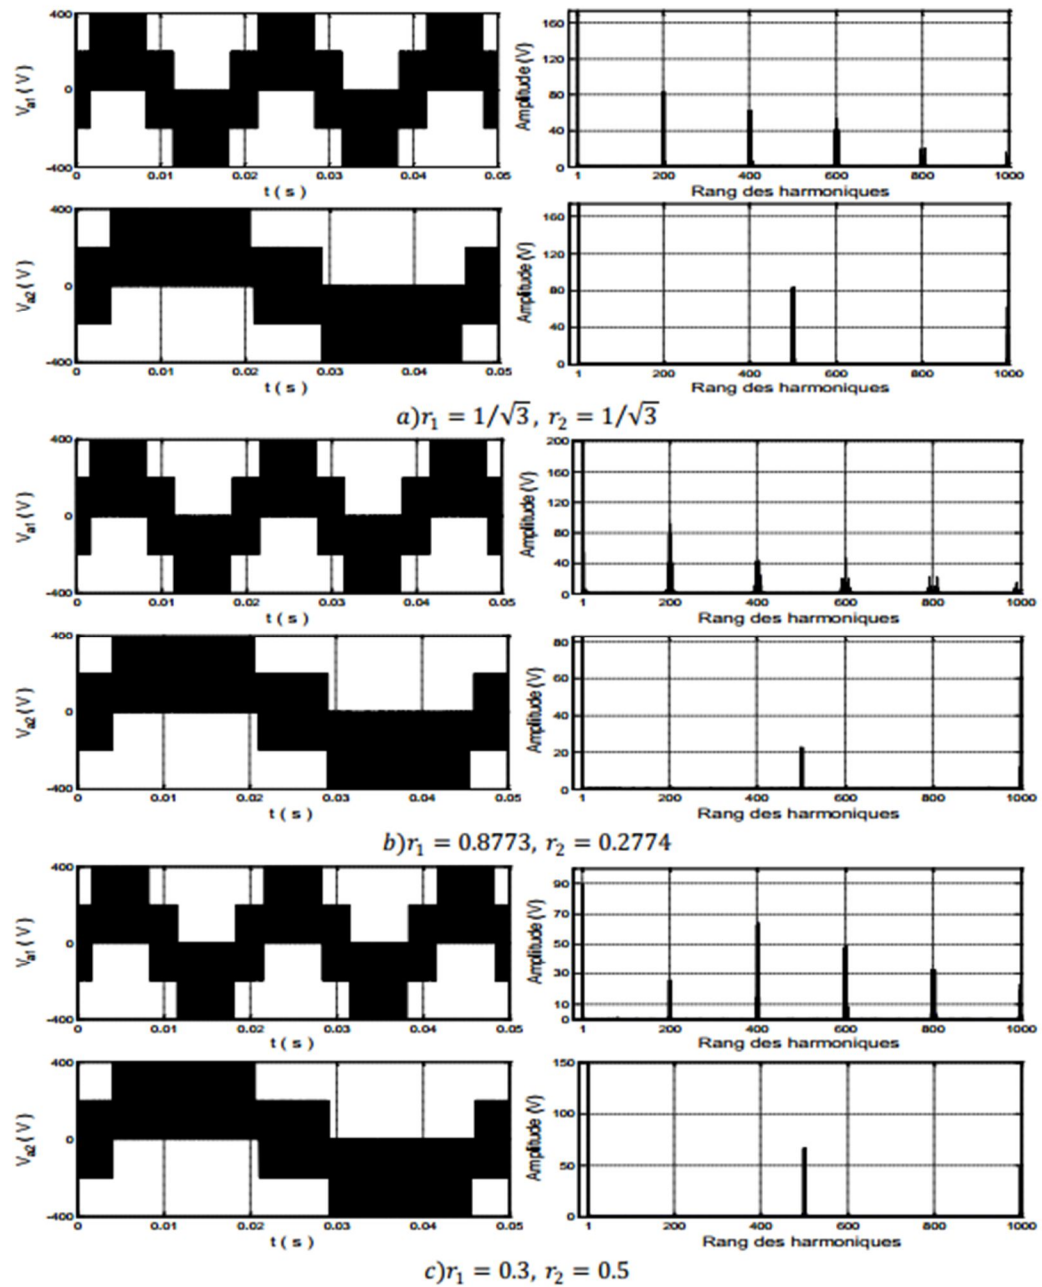 400 200 0 -400
V_a1 (V)
0 0.01 0.02 0.03 0.04 0.05
t ( s )
160 120 80 40 0
Amplitude (V)
1 200 400 600 800 1000
Rang des harmoniques
400 200 0 -400
V_a2 (V)
0 0.01 0.02 0.03 0.04 0.05
t ( s )
160 120 80 40 0
Amplitude (V)
1 200 400 600 800 1000
Rang des harmoniques
a)r₁ = 1/√3, r₂ = 1/√3
400 200 0 -200 -400
V_a1 (V)
0 0.01 0.02 0.03 0.04 0.05
t ( s )
200 160 120 80 40 0
Amplitude (V)
1 200 400 600 800 1000
Rang des harmoniques
400 200 0 -200 -400
V_a2 (V)
0 0.01 0.02 0.03 0.04 0.05
t ( s )
80 60 40 20 0
Amplitude (V)
1 200 400 600 800 1000
Rang des harmoniques
b)r₁ = 0.8773, r₂ = 0.2774
400 200 0 -200 -400
V_a1 (V)
0 0.01 0.02 0.03 0.04 0.05
t ( s )
90 70 50 30 10 0
Amplitude (V)
1 200 400 600 800 1000
Rang des harmoniques
400 200 0 -200 -400
V_a2 (V)
0 0.01 0.02 0.03 0.04 0.05
t ( s )
150 100 50 0
Amplitude (V)
1 200 400 600 800 1000
Rang des harmoniques
c)r₁ = 0.3, r₂ = 0.5